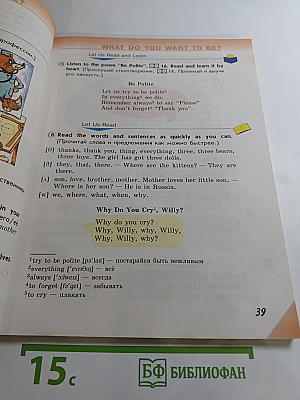 WHAT DO YOU WANT TO BE?
Let Us Read and Learn
5 Listen to the poem "Be Polite", 16. Read and learn it by
heart. (Прослушай стихотворение, 16. Прочитай и выучи
его наизусть.)
Be Polite
Let us try to be polite¹
In everything² we do;
Remember always³ to say "Please"
And don't forget⁴ "Thank you".
Let Us Read
6 Read the words and sentences as quickly as you can.
(Прочитай слова и предложения как можно быстрее.)
[θ] thanks, thank you, thing, everything, three, three bears,
three toys. The girl has got three dolls.
[ð] they, that, there. — Where are the kittens? — They are
there.
[ʌ] son, love, brother, mother. Mother loves her little son. —
Where is her son? — He is in Russia.
[w] we, where, what, when, why.
Why Do You Cry⁵, Willy?
Why do you cry?
Why, Willy, why, Willy,
Why, Willy, why?
¹try to be polite [pə'laɪt] — постарайся быть вежливым
²everything ['evrɪθɪŋ] — всё
³always ['ɔ:lweɪz] — всегда
⁴to forget [fə'get] — забывать
⁵to cry — плакать
39
15с
БФ БИБЛИОФАН